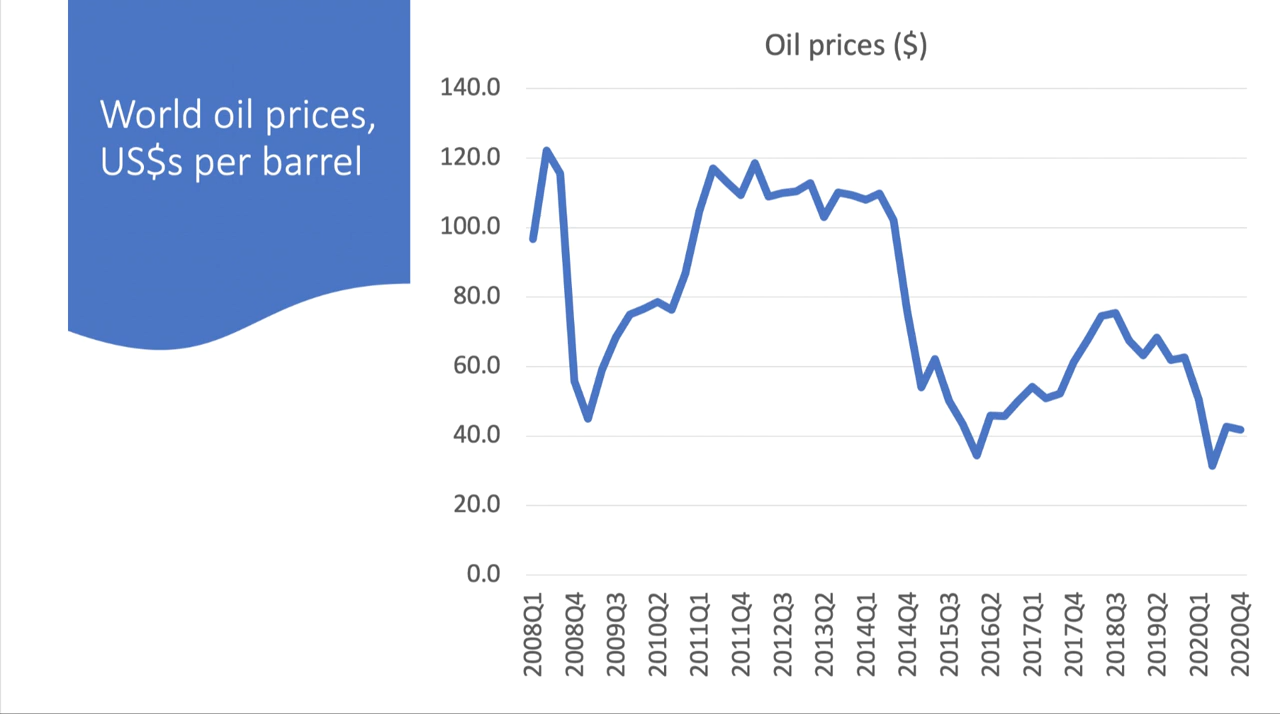 World oil prices,
US$s per barrel
Oil prices ($)
140.0
120.0
100.0
80.0
60.0
40.0
20.0
0.0
2008Q1
2008Q4
2009Q3
2010Q2
2011Q1
2011Q4
2012Q3
2013Q2
2014Q1
2014Q4
2015Q3
2016Q2
2017Q1
2017Q4
2018Q3
2019Q2
2020Q1
2020Q4